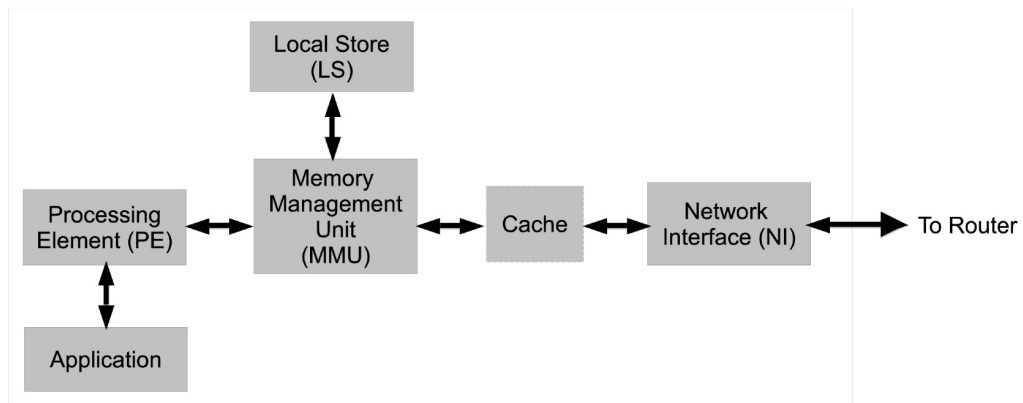 Local Store
(LS)
Memory
Management
Unit
(MMU)
Processing
Element (PE)
Cache
Network
Interface (NI)
To Router
Application